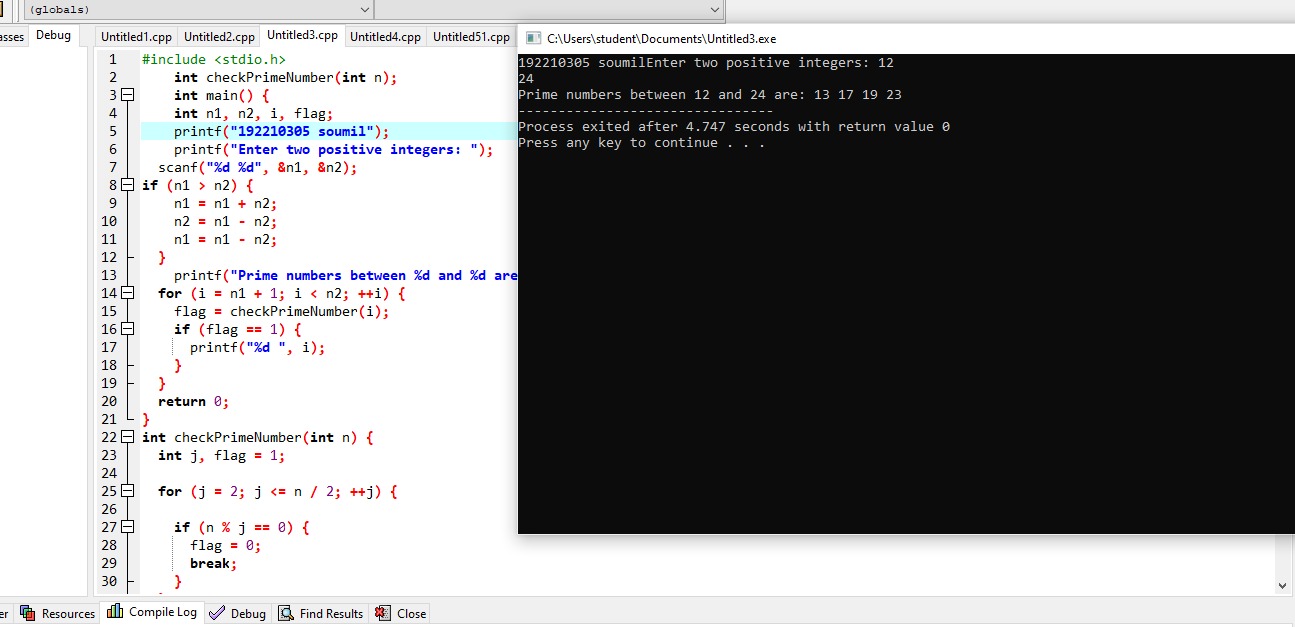 (globals)
asses Debug Untitled1.cpp Untitled2.cpp Untitled3.cpp Untitled4.cpp Untitled51.cpp
1 #include <stdio.h>
2 int checkPrimeNumber(int n);
3 int main() {
4 int n1, n2, i, flag;
5 printf("192210305 soumil");
6 printf("Enter two positive integers: ");
7 scanf("%d %d", &n1, &n2);
8 if (n1 > n2) {
9 n1 = n1 + n2;
10 n2 = n1 - n2;
11 n1 = n1 - n2;
12 }
13 printf("Prime numbers between %d and %d are
14 for (i = n1 + 1; i < n2; ++i) {
15 flag = checkPrimeNumber(i);
16 if (flag == 1) {
17 printf("%d ", i);
18 }
19 }
20 return 0;
21 }
22 int checkPrimeNumber(int n) {
23 int j, flag = 1;
24
25 for (j = 2; j <= n / 2; ++j) {
26
27 if (n % j == 0) {
28 flag = 0;
29 break;
30 }
C:\Users\student\Documents\Untitled3.exe
192210305 soumilEnter two positive integers: 12
24
Prime numbers between 12 and 24 are: 13 17 19 23
--------------------------------
Process exited after 4.747 seconds with return value 0
Press any key to continue . . .
er Resources Compile Log Debug Find Results Close